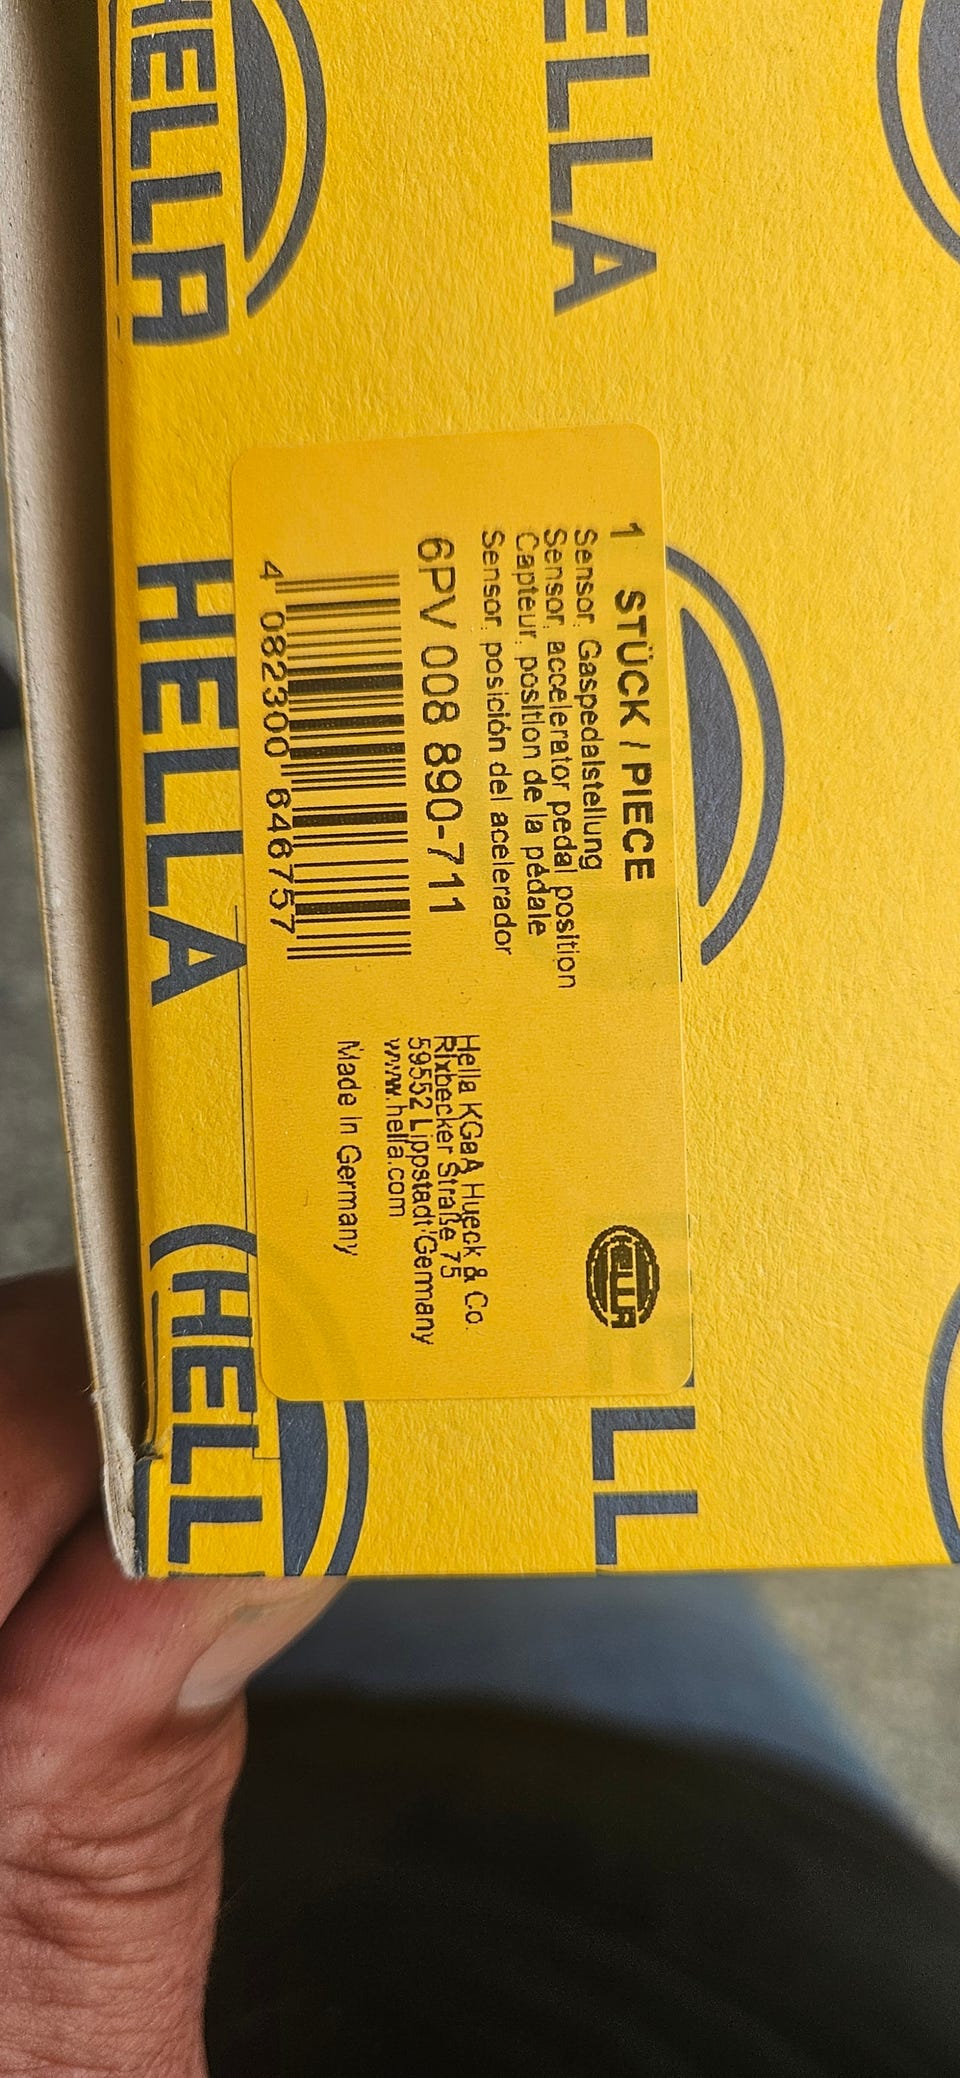 HELLA
ELLA
1 STÜCK / PIECE
Sensor, Gaspedalstellung
Sensor, accelerator pedal position
Capteur, position de la pédale
Sensor, posición del acelerador
6PV 008 890-711
4 082300 646757
HELLA
Hella KGaA Hueck & Co.
Rixbecker Straße 75
59552 Lippstadt/Germany
www.hella.com
Made in Germany
HELLA
HELL
LL